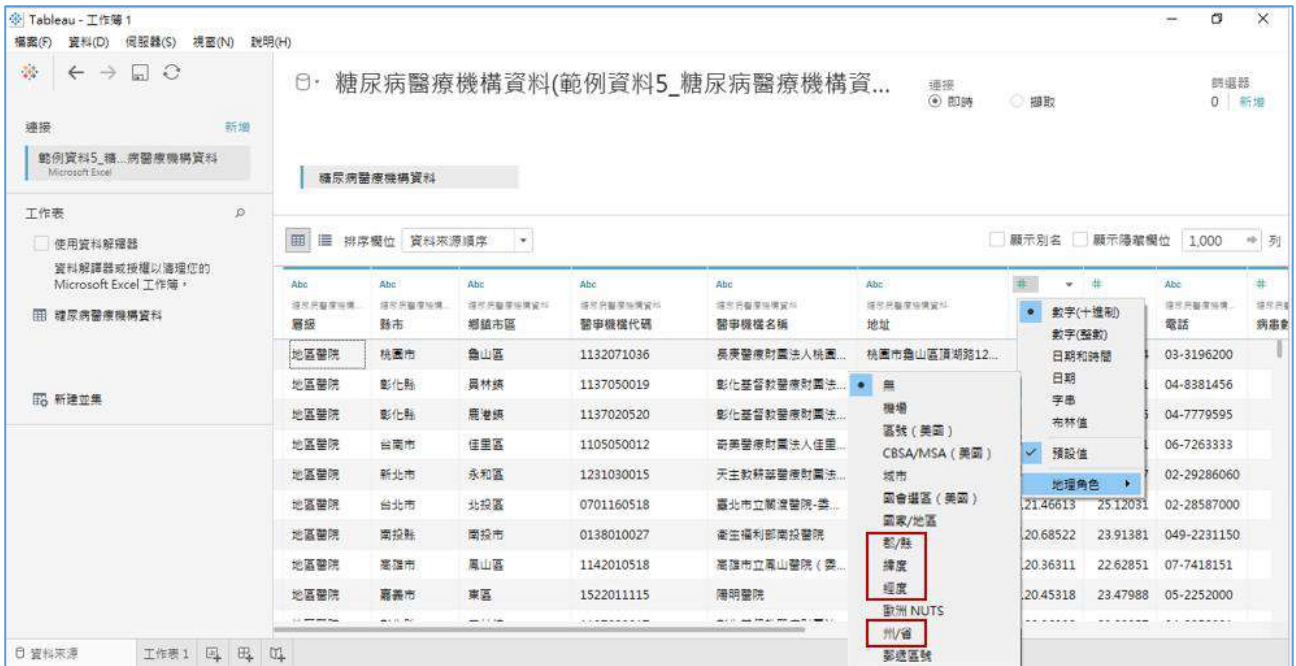 Tableau - 工作簿 1
檔案(F) 資料(D) 伺服器(S) 視窗(N) 說明(H)
糖尿病醫療機構資料(範例資料5_糖尿病醫療機構資...
連接
即時 擷取
篩選器
0 新增
連接 新增
範例資料5_糖...病醫療機構資料
Microsoft Excel
糖尿病醫療機構資料
工作表
使用資料解釋器
資料解譯器或授權以清理您的
Microsoft Excel 工作簿。
糖尿病醫療機構資料
新建並集
排序欄位 資料來源順序
顯示別名 顯示隱藏欄位 1,000 列
Abc Abc Abc Abc Abc Abc # # Abc #
層級 縣市 鄉鎮市區 醫事機構代碼 醫事機構名稱 地址 電話
地區醫院 桃園市 龜山區 1132071036 長庚醫療財團法人桃園... 桃園市龜山區頂湖路12... 03-3196200
地區醫院 彰化縣 員林鎮 1137050019 彰化基督教醫療財團法... 04-8381456
地區醫院 彰化縣 鹿港鎮 1137020520 彰化基督教醫療財團法... 04-7779595
地區醫院 台南市 佳里區 1105050012 奇美醫療財團法人佳里... 06-7263333
地區醫院 新北市 永和區 1231030015 天主教耕莘醫療財團法... 02-29286060
地區醫院 台北市 北投區 0701160518 臺北市立關渡醫院-委... 21.46613 25.12031 02-28587000
地區醫院 南投縣 南投市 0138010027 衛生福利部南投醫院 20.68522 23.91381 049-2231150
地區醫院 高雄市 鳳山區 1142010518 高雄市立鳳山醫院(委... 20.36311 22.62851 07-7418151
地區醫院 嘉義市 東區 1522011115 陽明醫院 20.45318 23.47988 05-2252000
數字(十進制)
數字(整數)
日期和時間
日期
字串
布林值
預設值
地理角色
無
機場
區號(美國)
CBSA/MSA(美國)
城市
國會選區(美國)
國家/地區
郡/縣
緯度
經度
歐洲 NUTS
州/省
郵遞區號
資料來源 工作表 1